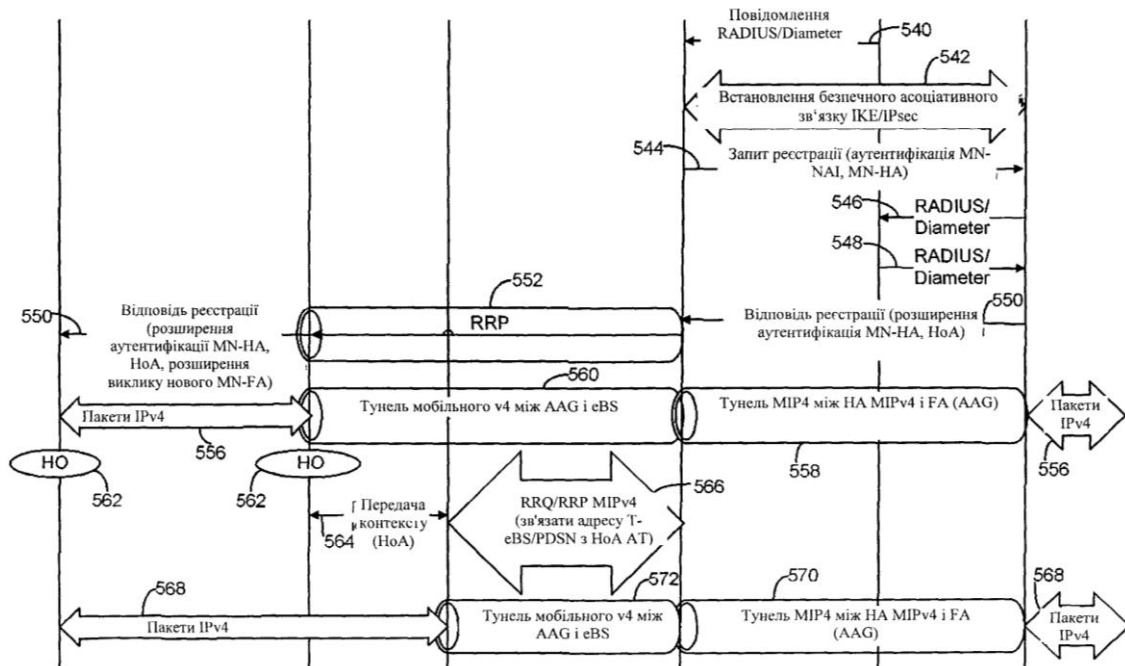 Повідомлення
RADIUS/Diameter
540
542
Встановлення безпечного асоціативного
зв'язку IKE/IPsec
544
Запит реєстрації (аутентифікація MN-
NAI, MN-HA)
546
RADIUS/
Diameter
548
RADIUS/
Diameter
552
550
Відповідь реєстрації
(розширення
аутентифікації MN-HA,
HoA, розширення
виклику нового MN-FA)
RRP
Відповідь реєстрації (розширення
аутентифікація MN-HA, HoA)
550
560
Пакети IPv4
Тунель мобільного v4 між AAG і eBS
Тунель MIP4 між HA MIPv4 і FA (AAG)
Пакети
IPv4
556
558
556
HO
562
HO
562
564
Передача
контексту
(HoA)
566
RRQ/RRP MIPv4
(зв'язати адресу T-
eBS/PDSN з HoA AT)
568
572
570
568
Пакети IPv4
Тунель мобільного v4 між
AAG і eBS
Тунель MIP4 між HA MIPv4 і FA
(AAG)
Пакети
IPv4